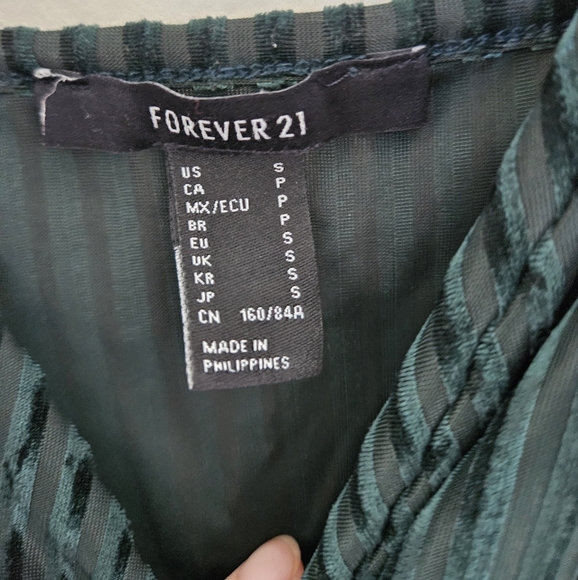 FOREVER 21
US S
CA P
MX/ECU P
BR P
EU S
UK S
KR S
JP S
CN 160/84A
MADE IN
PHILIPPINES